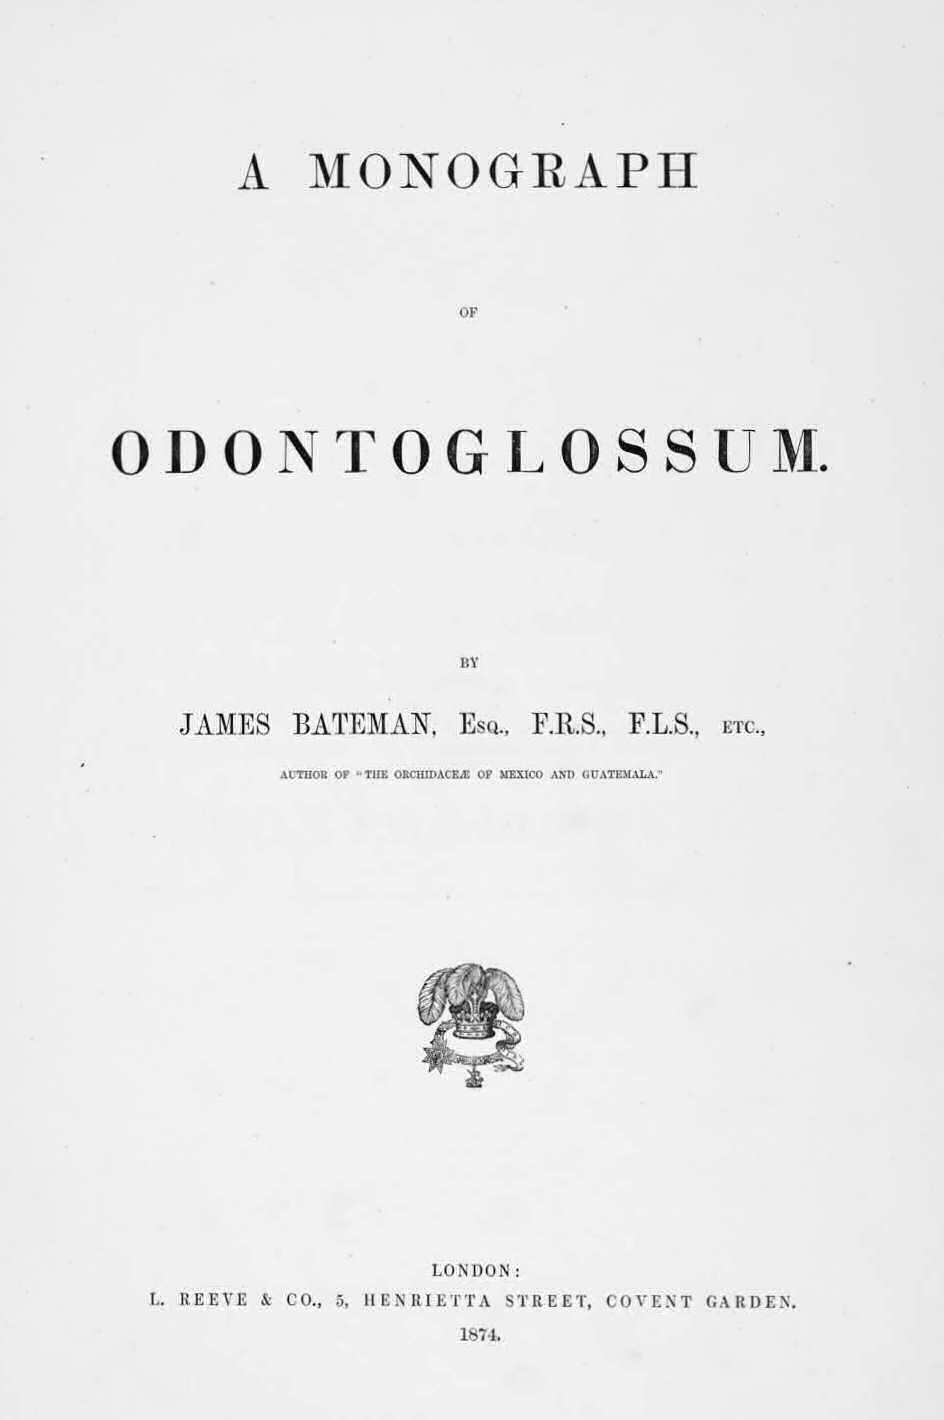 A MONOGRAPH
OF
ODONTOGLOSSUM.
BY
JAMES BATEMAN, Esq., F.R.S., F.L.S., ETC.,
AUTHOR OF "THE ORCHIDACEÆ OF MEXICO AND GUATEMALA."
LONDON:
L. REEVE & CO., 5, HENRIETTA STREET, COVENT GARDEN.
1874.